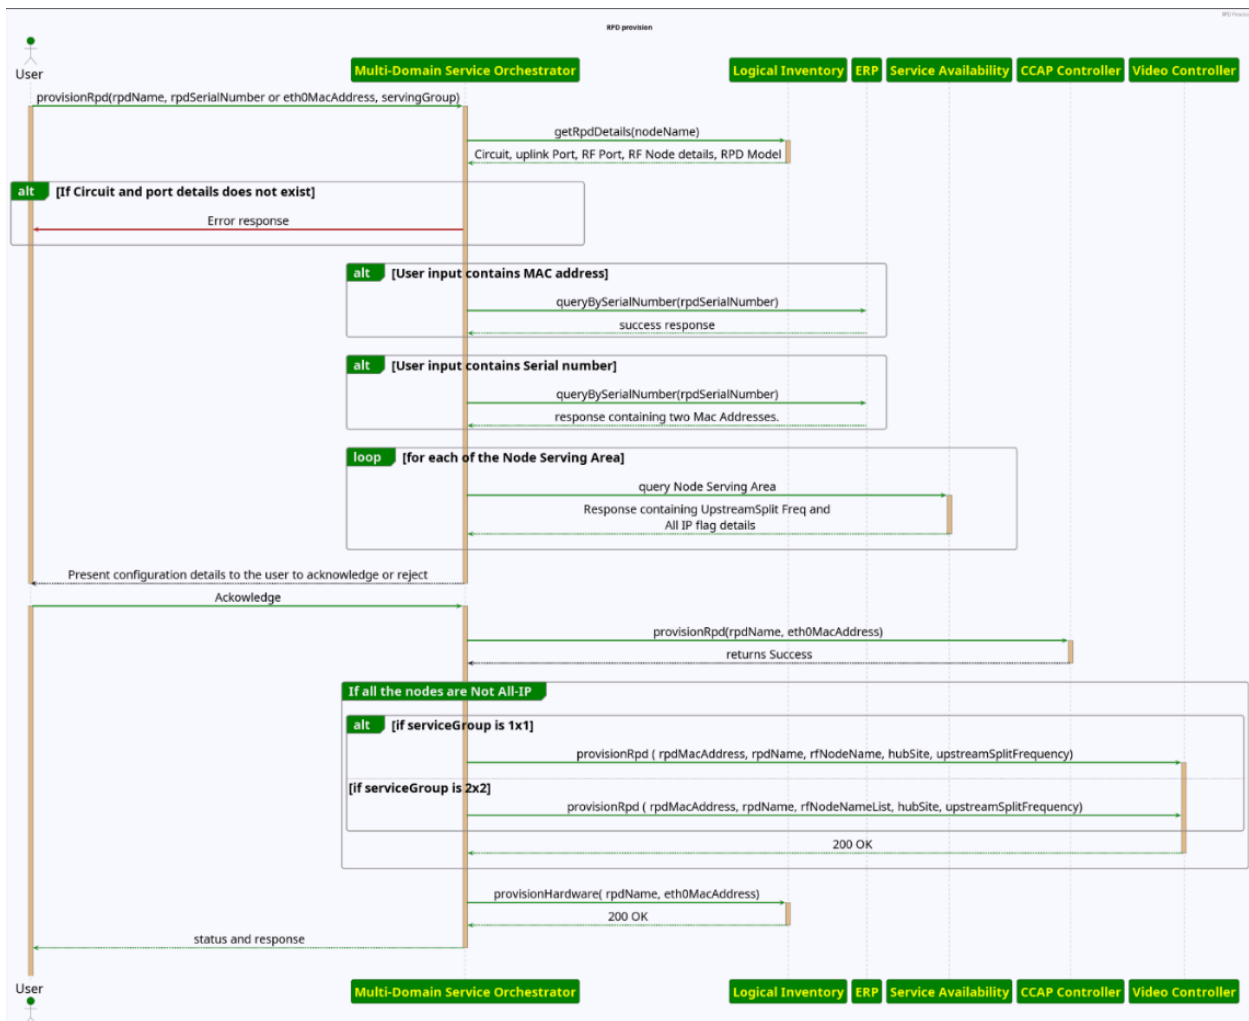 RPD Provision
RPD provision
User
Multi-Domain Service Orchestrator
Logical Inventory
ERP
Service Availability
CCAP Controller
Video Controller
provisionRpd(rpdName, rpdSerialNumber or eth0MacAddress, servingGroup)
getRpdDetails(nodeName)
Circuit, uplink Port, RF Port, RF Node details, RPD Model
alt
[If Circuit and port details does not exist]
Error response
alt
[User input contains MAC address]
queryBySerialNumber(rpdSerialNumber)
success response
alt
[User input contains Serial number]
queryBySerialNumber(rpdSerialNumber)
response containing two Mac Addresses.
loop
[for each of the Node Serving Area]
query Node Serving Area
Response containing UpstreamSplit Freq and
All IP flag details
Present configuration details to the user to acknowledge or reject
Ackowledge
provisionRpd(rpdName, eth0MacAddress)
returns Success
If all the nodes are Not All-IP
alt
[if serviceGroup is 1x1]
provisionRpd ( rpdMacAddress, rpdName, rfNodeName, hubSite, upstreamSplitFrequency)
[if serviceGroup is 2x2]
provisionRpd ( rpdMacAddress, rpdName, rfNodeNameList, hubSite, upstreamSplitFrequency)
200 OK
provisionHardware( rpdName, eth0MacAddress)
200 OK
status and response
User
Multi-Domain Service Orchestrator
Logical Inventory
ERP
Service Availability
CCAP Controller
Video Controller